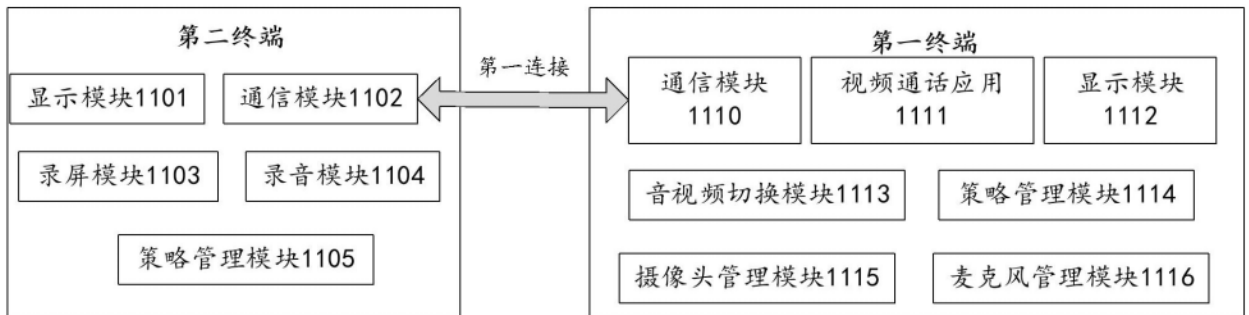 第二终端
显示模块1101
通信模块1102
录屏模块1103
录音模块1104
策略管理模块1105
第一连接
第一终端
通信模块
1110
视频通话应用
1111
显示模块
1112
音视频切换模块1113
策略管理模块1114
摄像头管理模块1115
麦克风管理模块1116